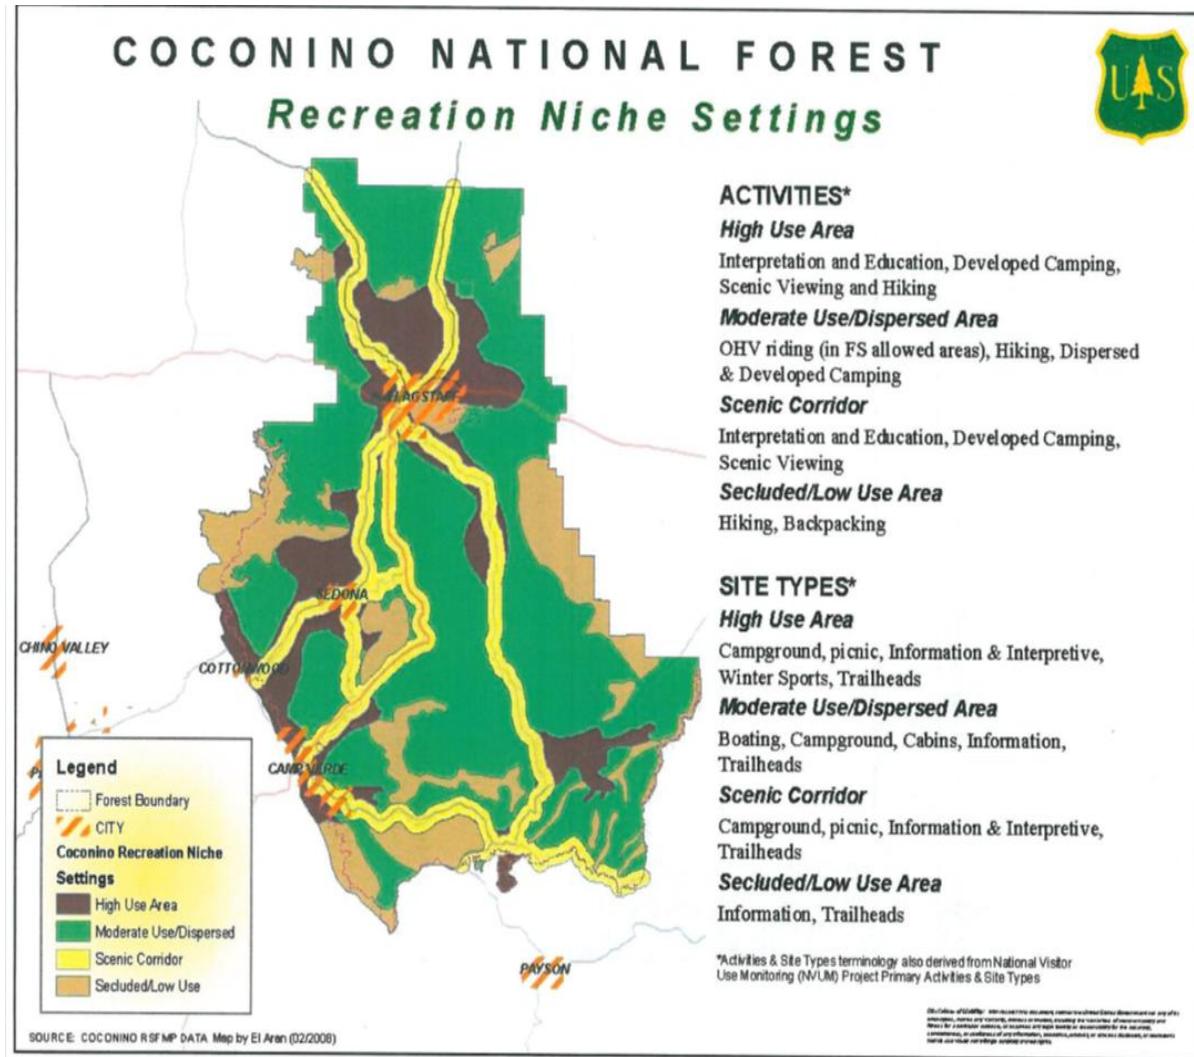 COCONINO NATIONAL FOREST
Recreation Niche Settings
U S
ACTIVITIES*
High Use Area
Interpretation and Education, Developed Camping,
Scenic Viewing and Hiking
Moderate Use/Dispersed Area
OHV riding (in FS allowed areas), Hiking, Dispersed
& Developed Camping
Scenic Corridor
Interpretation and Education, Developed Camping,
Scenic Viewing
Secluded/Low Use Area
Hiking, Backpacking
SITE TYPES*
High Use Area
Campground, picnic, Information & Interpretive,
Winter Sports, Trailheads
Moderate Use/Dispersed Area
Boating, Campground, Cabins, Information,
Trailheads
Scenic Corridor
Campground, picnic, Information & Interpretive,
Trailheads
Secluded/Low Use Area
Information, Trailheads
*Activities & Site Types terminology also derived from National Visitor
Use Monitoring (NVUM) Project Primary Activities & Site Types
FLAGSTAFF
SEDONA
CHINO VALLEY
COTTONWOOD
CAMP VERDE
PAYSON
Legend
Forest Boundary
CITY
Coconino Recreation Niche
Settings
High Use Area
Moderate Use/Dispersed
Scenic Corridor
Secluded/Low Use
SOURCE: COCONINO RSFMP DATA Map by El Aren (02/2008)